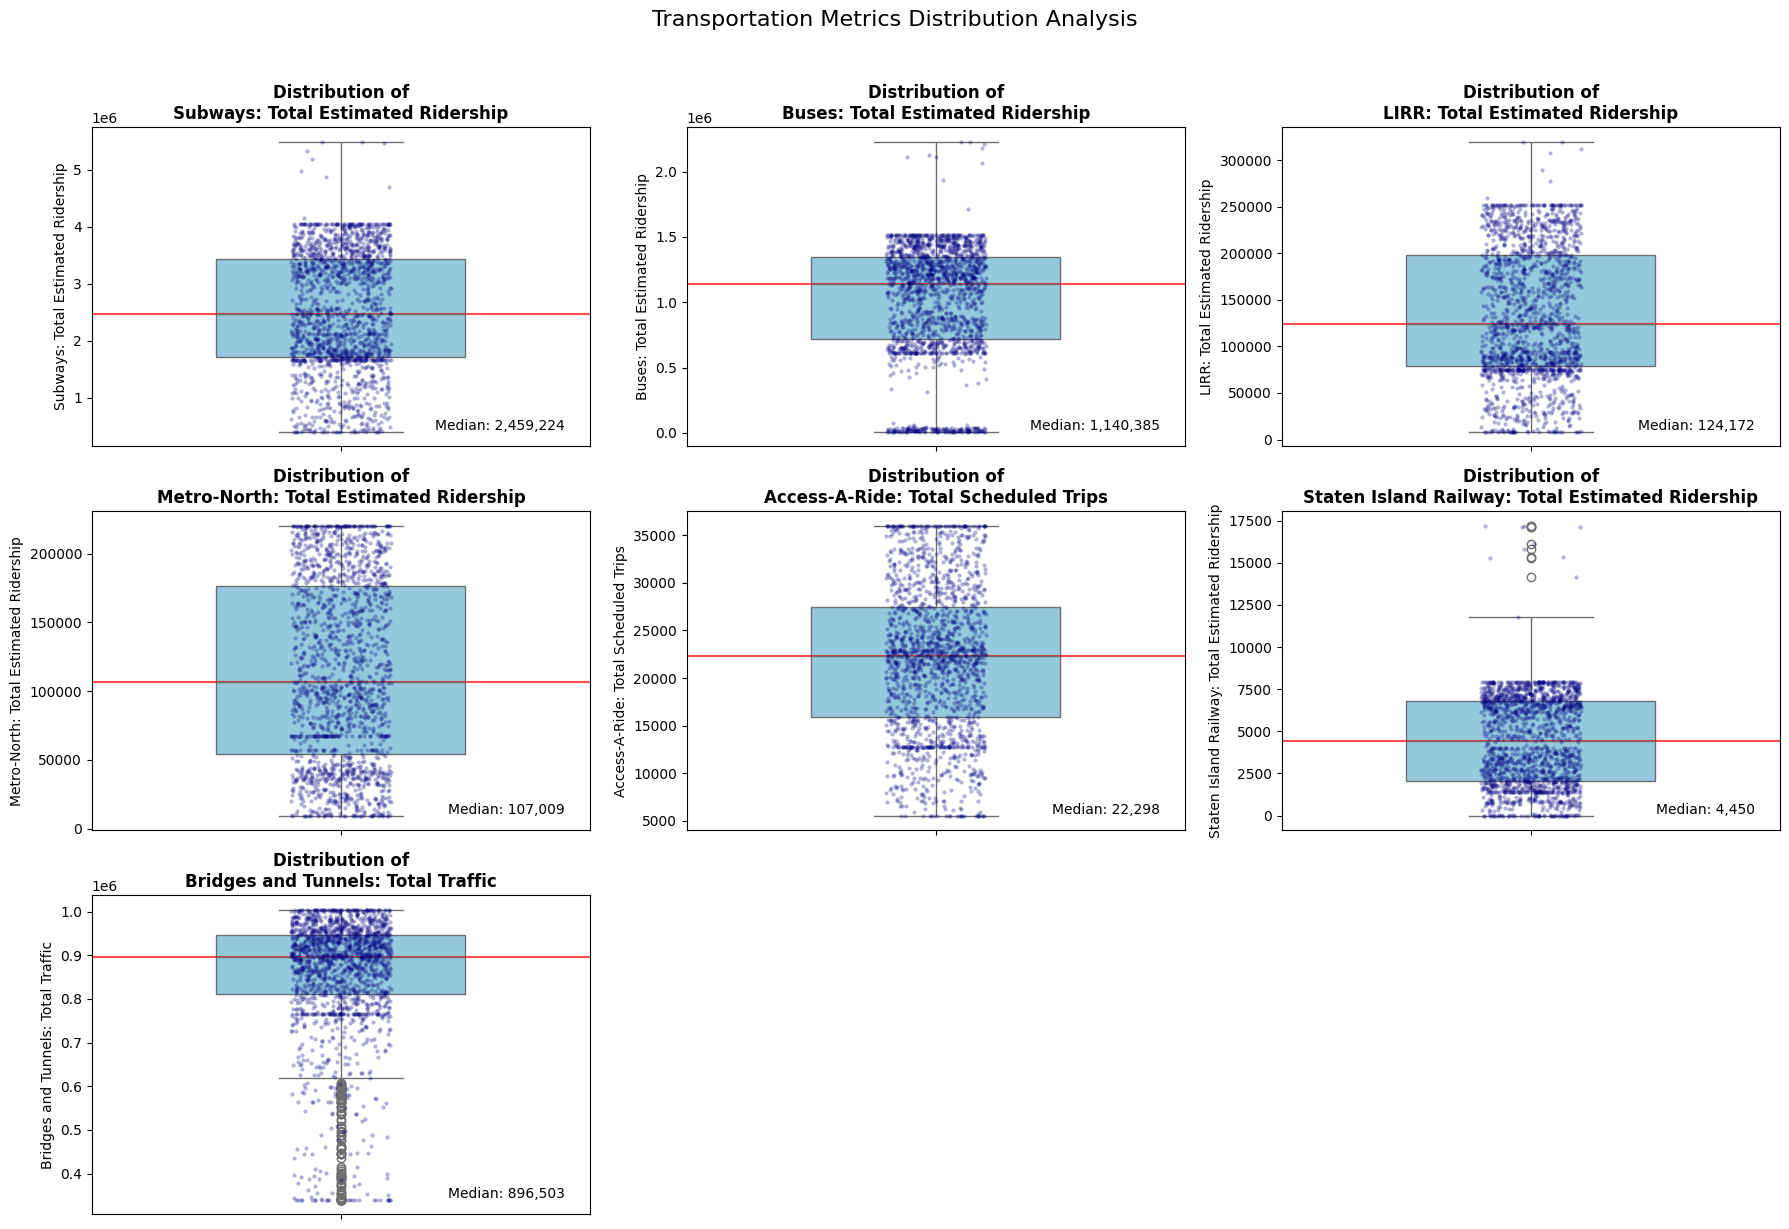 Transportation Metrics Distribution Analysis
Distribution of
Subways: Total Estimated Ridership
1e6
Subways: Total Estimated Ridership
5
4
3
2
1
Median: 2,459,224
Distribution of
Buses: Total Estimated Ridership
1e6
Buses: Total Estimated Ridership
2.0
1.5
1.0
0.5
0.0
Median: 1,140,385
Distribution of
LIRR: Total Estimated Ridership
LIRR: Total Estimated Ridership
300000
250000
200000
150000
100000
50000
0
Median: 124,172
Distribution of
Metro-North: Total Estimated Ridership
Metro-North: Total Estimated Ridership
200000
150000
100000
50000
0
Median: 107,009
Distribution of
Access-A-Ride: Total Scheduled Trips
Access-A-Ride: Total Scheduled Trips
35000
30000
25000
20000
15000
10000
5000
Median: 22,298
Distribution of
Staten Island Railway: Total Estimated Ridership
Staten Island Railway: Total Estimated Ridership
17500
15000
12500
10000
7500
5000
2500
0
Median: 4,450
Distribution of
Bridges and Tunnels: Total Traffic
1e6
Bridges and Tunnels: Total Traffic
1.0
0.9
0.8
0.7
0.6
0.5
0.4
Median: 896,503